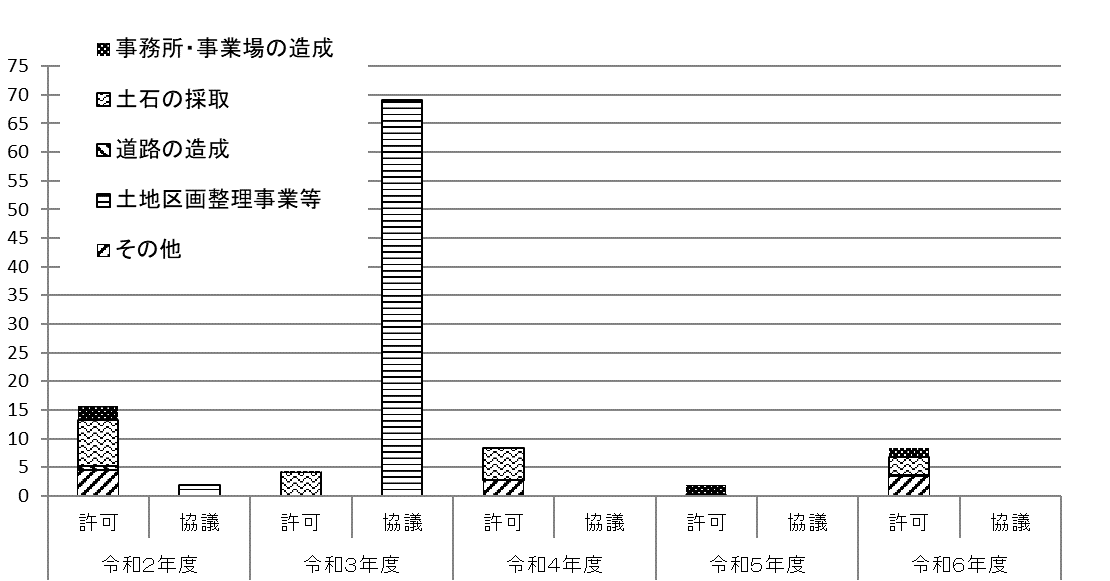 事務所・事業場の造成
土石の採取
道路の造成
土地区画整理事業等
その他
75
70
65
60
55
50
45
40
35
30
25
20
15
10
5
0
許可 協議 許可 協議 許可 協議 許可 協議 許可 協議
令和2年度 令和3年度 令和4年度 令和5年度 令和6年度